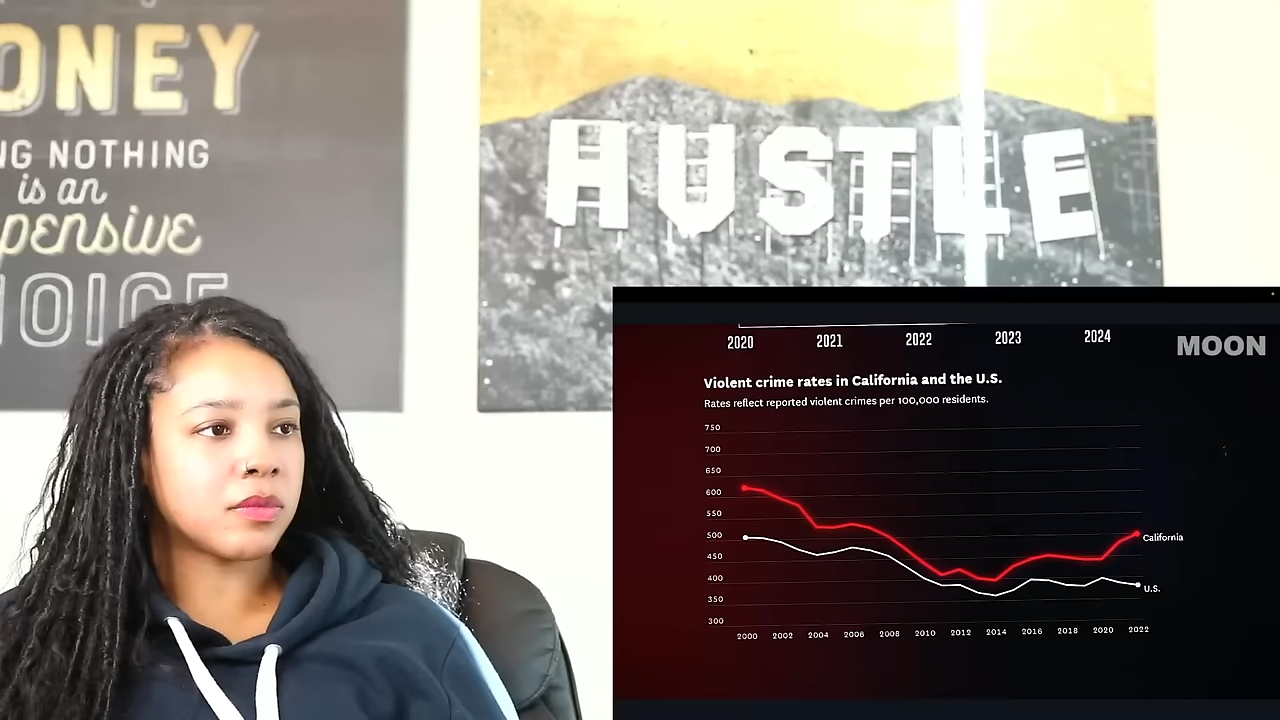 ONEY
NG NOTHING
is an
pensive
HOICE
HUSTLE
2020 2021 2022 2023 2024
MOON
Violent crime rates in California and the U.S.
Rates reflect reported violent crimes per 100,000 residents.
750
700
650
600
550
500
450
400
350
300
California
U.S.
2000 2002 2004 2006 2008 2010 2012 2014 2016 2018 2020 2022